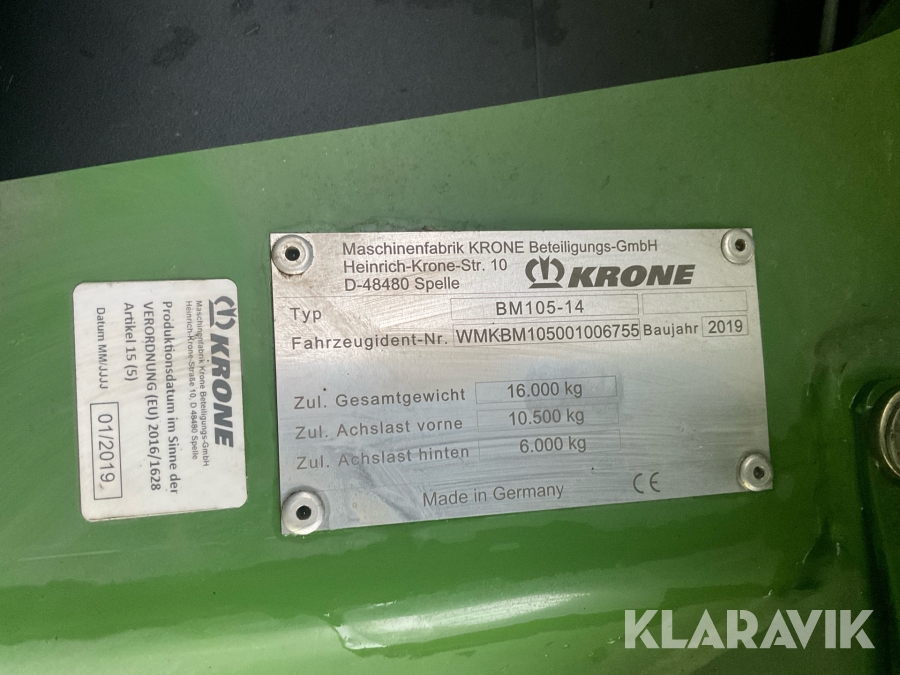 Maschinenfabrik KRONE Beteiligungs-GmbH
Heinrich-Krone-Str. 10
D-48480 Spelle
KRONE
Typ BM105-14
Fahrzeugident-Nr. WMKBM105001006755 Baujahr 2019
Zul. Gesamtgewicht 16.000 kg
Zul. Achslast vorne 10.500 kg
Zul. Achslast hinten 6.000 kg
Made in Germany CE
KRONE
Maschinenfabrik Krone Beteiligungs-GmbH
Heinrich-Krone-Straße 10, D 48480 Spelle
Produktionsdatum im Sinne der
VERORDNUNG (EU) 2016/1628
Artikel 15 (5)
Datum MM/JJJJ
01/2019
KLARAVIK